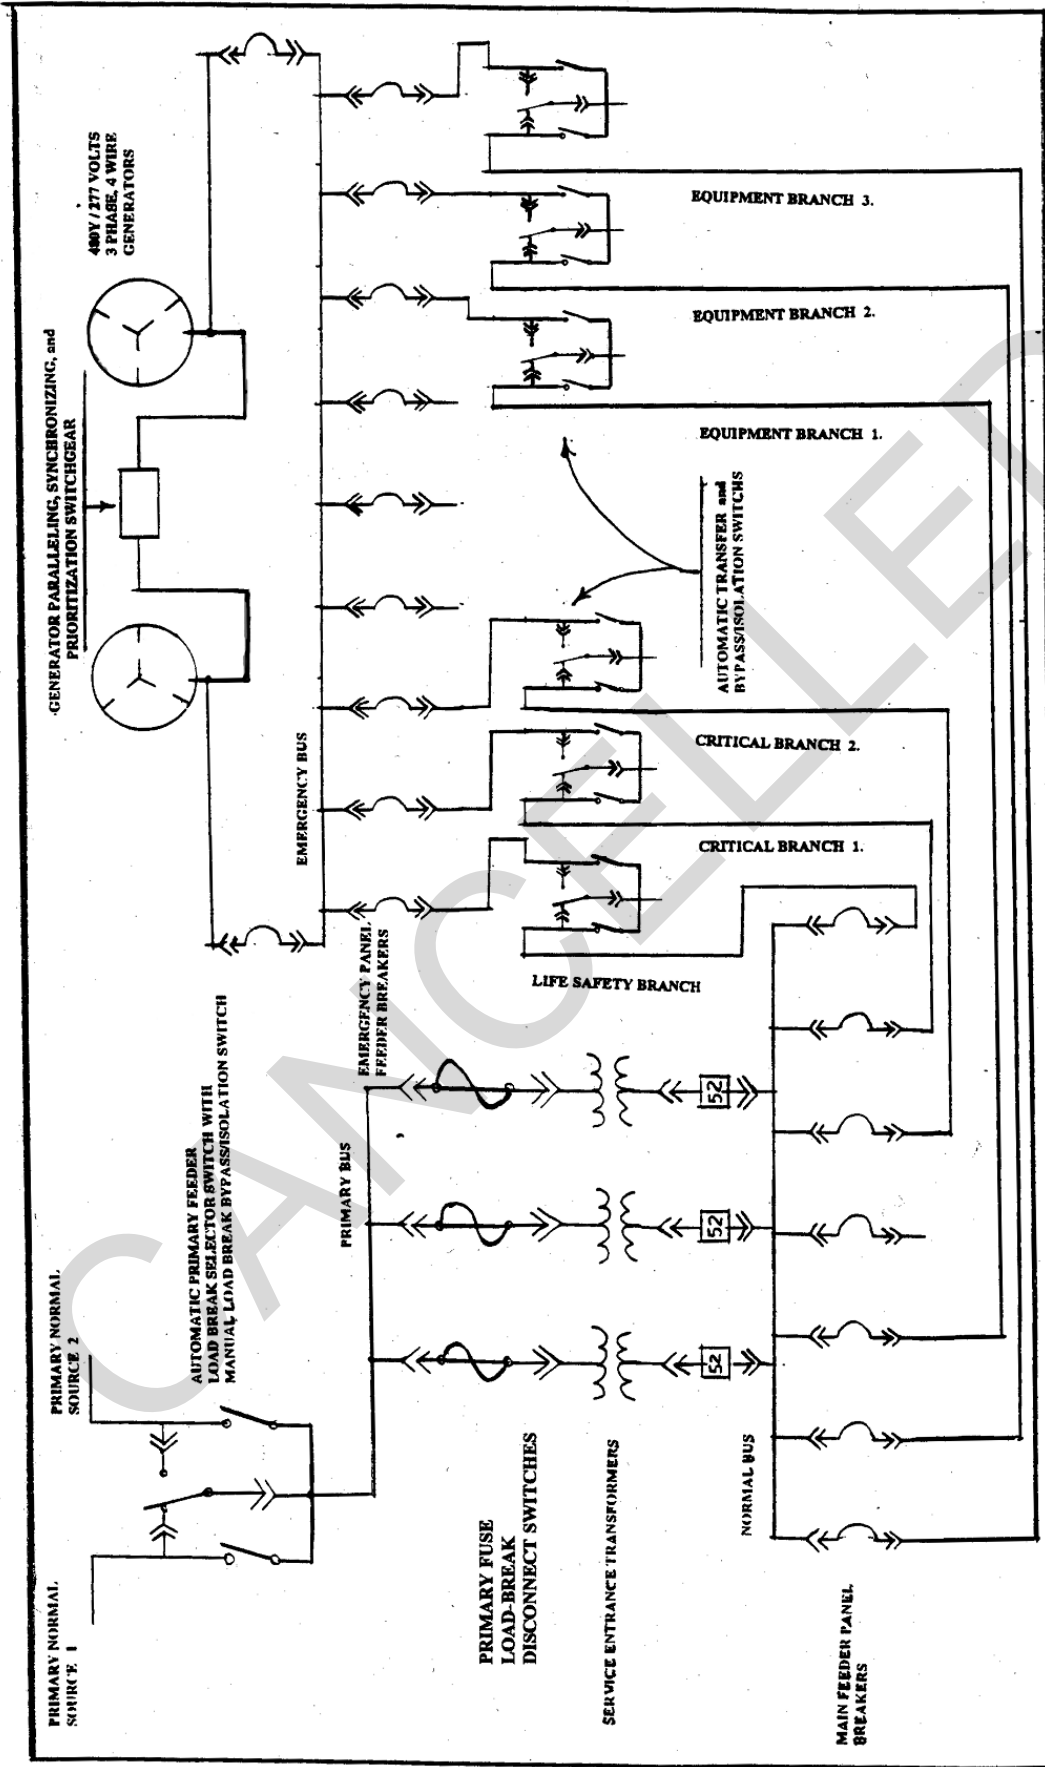 480Y / 277 VOLTS
3 PHASE, 4 WIRE
GENERATORS
GENERATOR PARALLELING, SYNCHRONIZING, and
PRIORITIZATION SWITCHGEAR
EQUIPMENT BRANCH 3.
EQUIPMENT BRANCH 2.
EQUIPMENT BRANCH 1.
AUTOMATIC TRANSFER and
BYPASS/ISOLATION SWITCHS
EMERGENCY BUS
CRITICAL BRANCH 2.
CRITICAL BRANCH 1.
EMERGENCY PANEL
FEEDER BREAKERS
LIFE SAFETY BRANCH
AUTOMATIC PRIMARY FEEDER
LOAD BREAK SELECTOR SWITCH WITH
MANUAL LOAD BREAK BYPASS/ISOLATION SWITCH
PRIMARY BUS
PRIMARY NORMAL
SOURCE 2
PRIMARY NORMAL
SOURCE 1
52
52
52
PRIMARY FUSE
LOAD-BREAK
DISCONNECT SWITCHES
SERVICE ENTRANCE TRANSFORMERS
NORMAL BUS
MAIN FEEDER PANEL
BREAKERS
CANCELLED